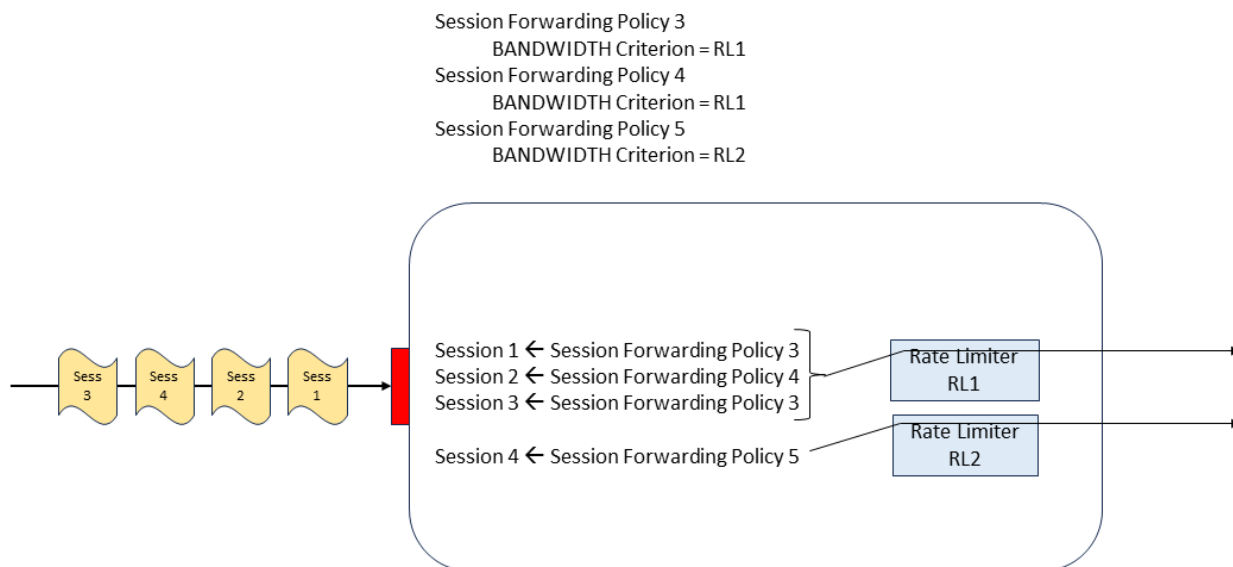 Session Forwarding Policy 3
BANDWIDTH Criterion = RL1
Session Forwarding Policy 4
BANDWIDTH Criterion = RL1
Session Forwarding Policy 5
BANDWIDTH Criterion = RL2
Sess
3
Sess
4
Sess
2
Sess
1
Session 1 ← Session Forwarding Policy 3
Session 2 ← Session Forwarding Policy 4
Session 3 ← Session Forwarding Policy 3
Session 4 ← Session Forwarding Policy 5
Rate Limiter
RL1
Rate Limiter
RL2